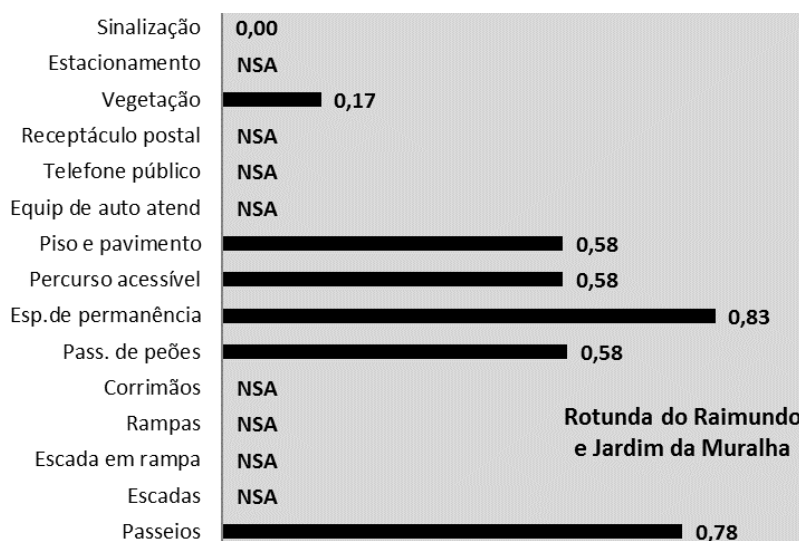 Sinalização 0,00
Estacionamento NSA
Vegetação 0,17
Receptáculo postal NSA
Telefone público NSA
Equip de auto atend NSA
Piso e pavimento 0,58
Percurso acessível 0,58
Esp.de permanência 0,83
Pass. de peões 0,58
Corrimãos NSA
Rampas NSA
Escada em rampa NSA
Escadas NSA
Passeios 0,78
Rotunda do Raimundo
e Jardim da Muralha